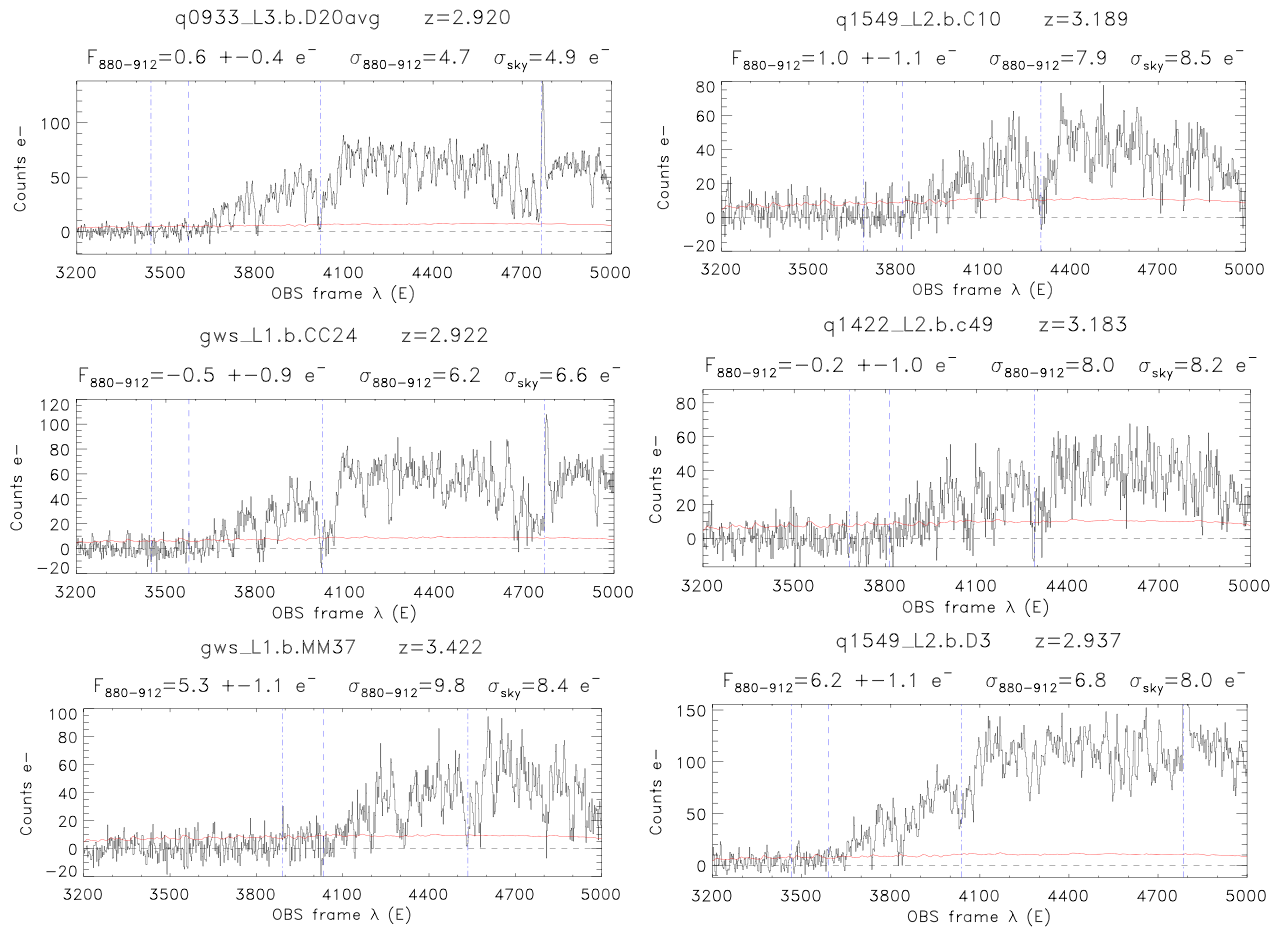 q0933_L3.b.D20avg z=2.920
F880-912=0.6 +-0.4 e- σ880-912=4.7 σsky=4.9 e-
Counts e-
100
50
0
3200 3500 3800 4100 4400 4700 5000
OBS frame λ (E)
q1549_L2.b.C10 z=3.189
F880-912=1.0 +-1.1 e- σ880-912=7.9 σsky=8.5 e-
Counts e-
80
60
40
20
0
-20
3200 3500 3800 4100 4400 4700 5000
OBS frame λ (E)
gws_L1.b.CC24 z=2.922
F880-912=-0.5 +-0.9 e- σ880-912=6.2 σsky=6.6 e-
Counts e-
120
100
80
60
40
20
0
-20
3200 3500 3800 4100 4400 4700 5000
OBS frame λ (E)
q1422_L2.b.c49 z=3.183
F880-912=-0.2 +-1.0 e- σ880-912=8.0 σsky=8.2 e-
Counts e-
80
60
40
20
0
3200 3500 3800 4100 4400 4700 5000
OBS frame λ (E)
gws_L1.b.MM37 z=3.422
F880-912=5.3 +-1.1 e- σ880-912=9.8 σsky=8.4 e-
Counts e-
100
80
60
40
20
0
-20
3200 3500 3800 4100 4400 4700 5000
OBS frame λ (E)
q1549_L2.b.D3 z=2.937
F880-912=6.2 +-1.1 e- σ880-912=6.8 σsky=8.0 e-
Counts e-
150
100
50
0
3200 3500 3800 4100 4400 4700 5000
OBS frame λ (E)